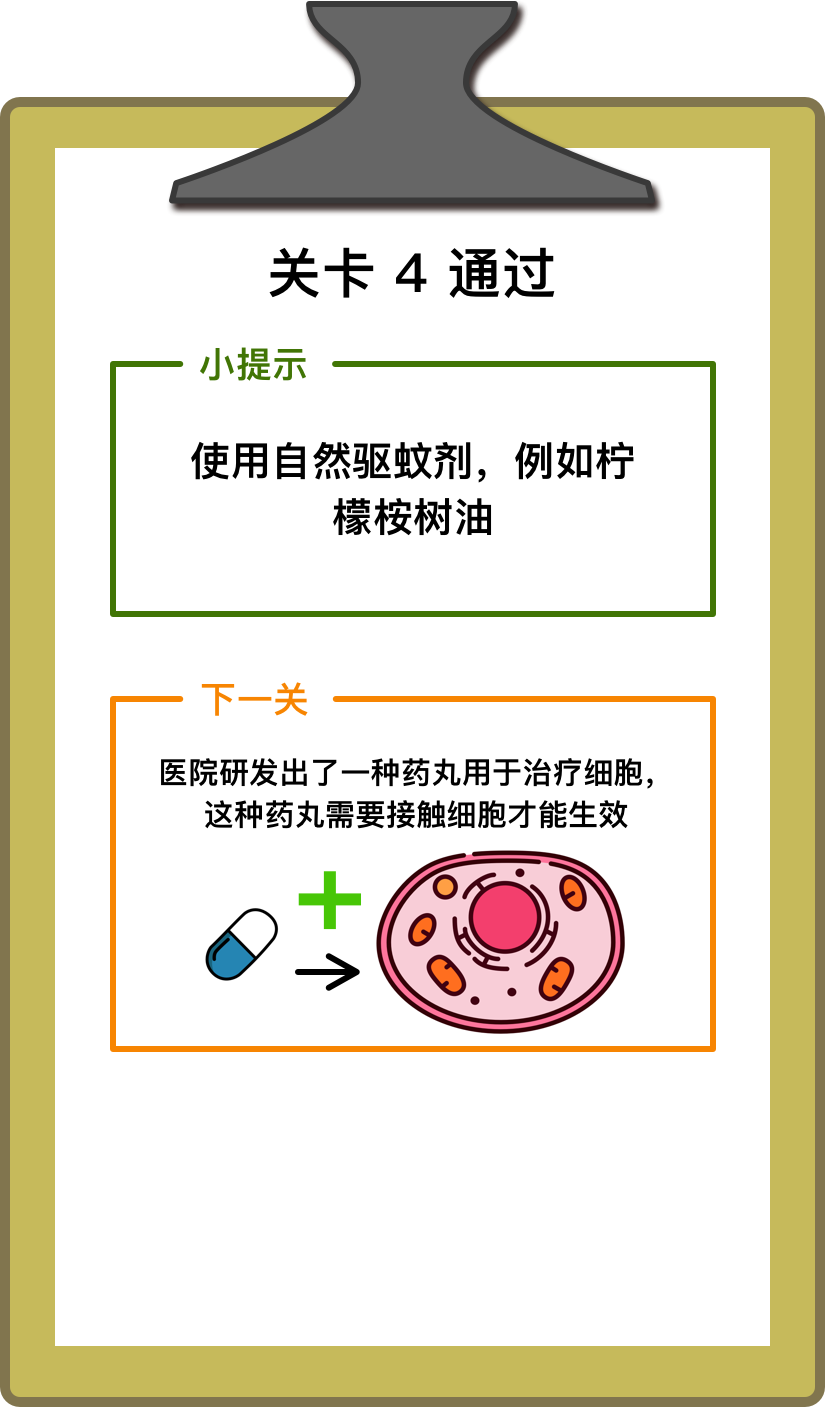 关卡 4 通过
小提示
使用自然驱蚊剂，例如柠
檬桉树油
下一关
医院研发出了一种药丸用于治疗细胞，
这种药丸需要接触细胞才能生效